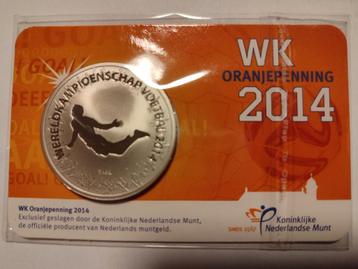 WK
ORANJEPENNING
2014
WERELDKAMPIOENSCHAP VOETBAL 2014
GOAL!
WK Oranjepenning 2014
Exclusief geslagen door de Koninklijke Nederlandse Munt,
de officiële producent van Nederlands muntgeld.
SINDS 1567
Koninklijke
Nederlandse Munt